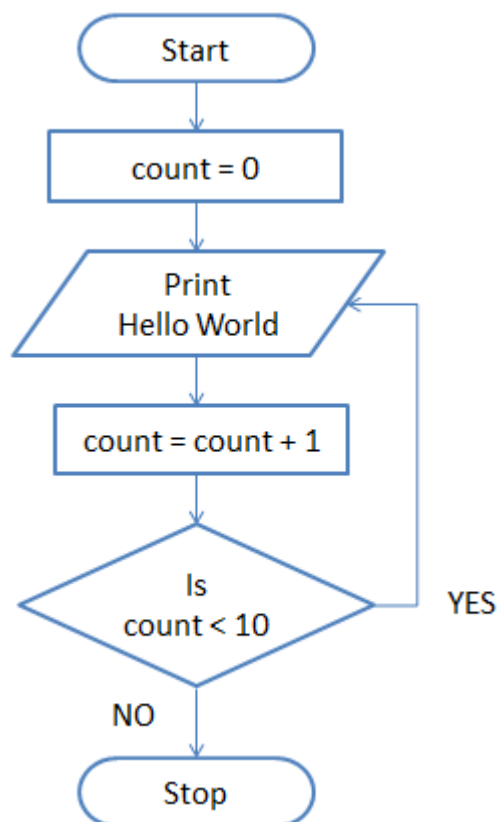 Start
count = 0
Print
Hello World
count = count + 1
Is
count < 10
YES
NO
Stop